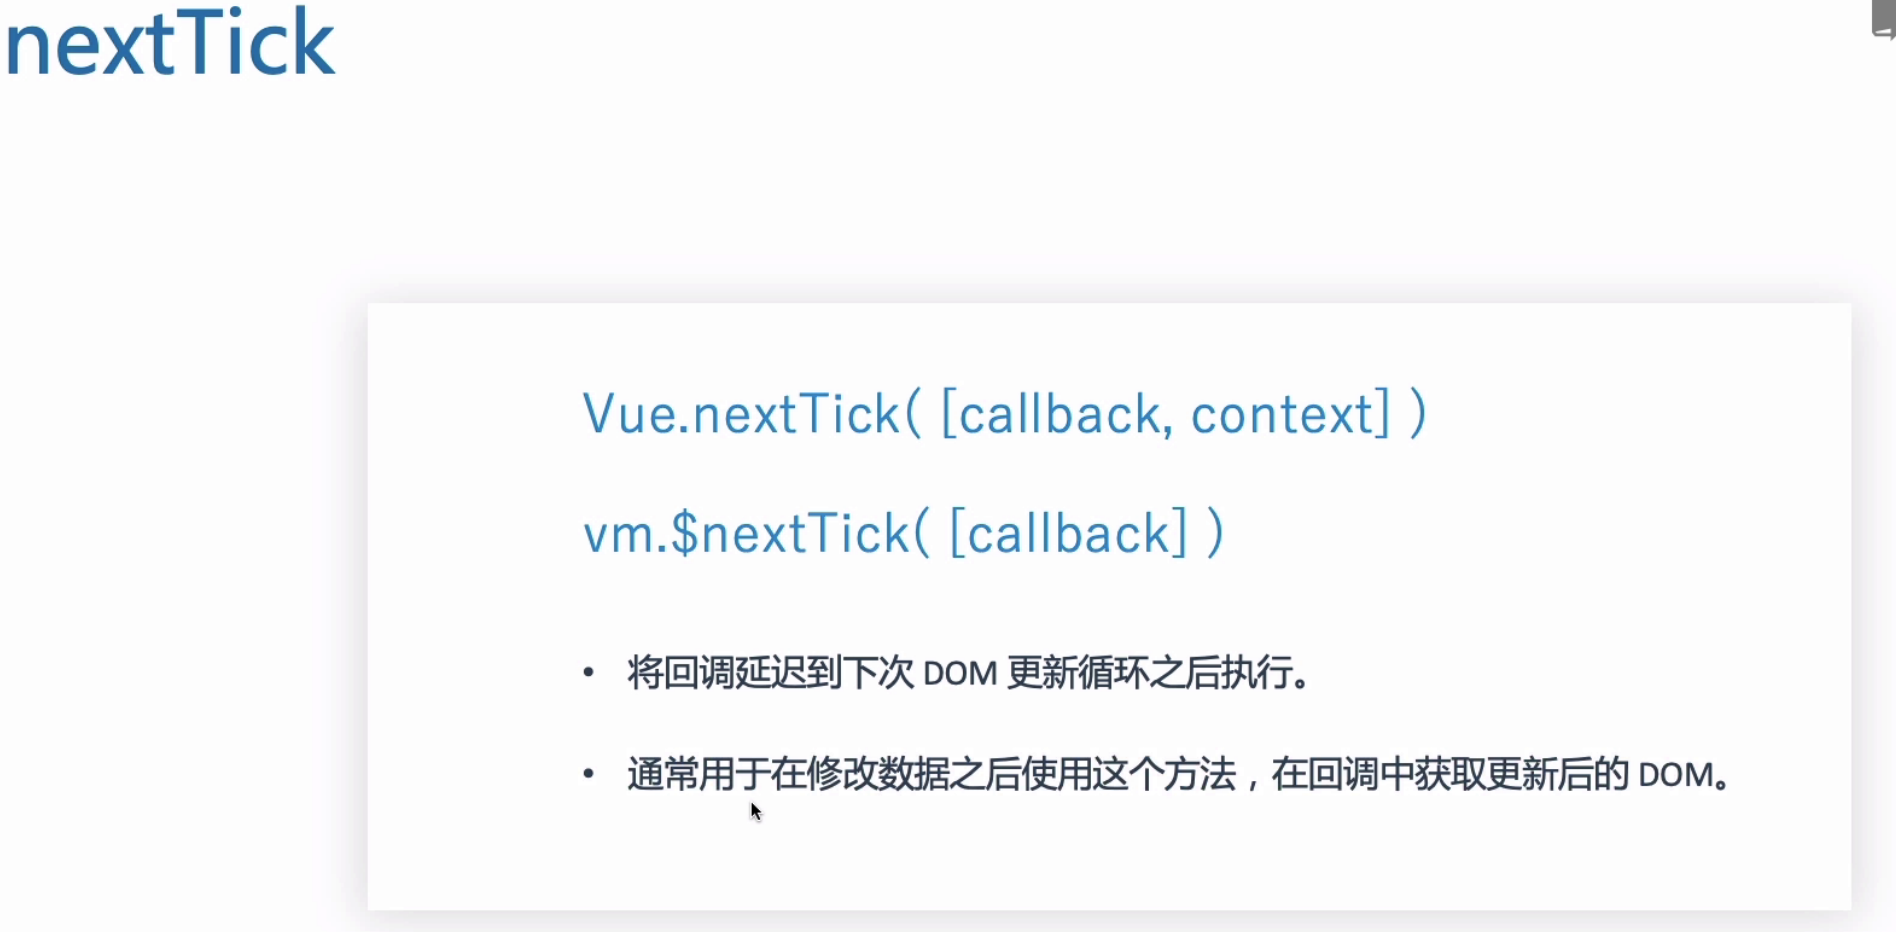 nextTick
Vue.nextTick( [callback, context] )
vm.$nextTick( [callback] )
• 将回调延迟到下次 DOM 更新循环之后执行。
• 通常用于在修改数据之后使用这个方法，在回调中获取更新后的 DOM。